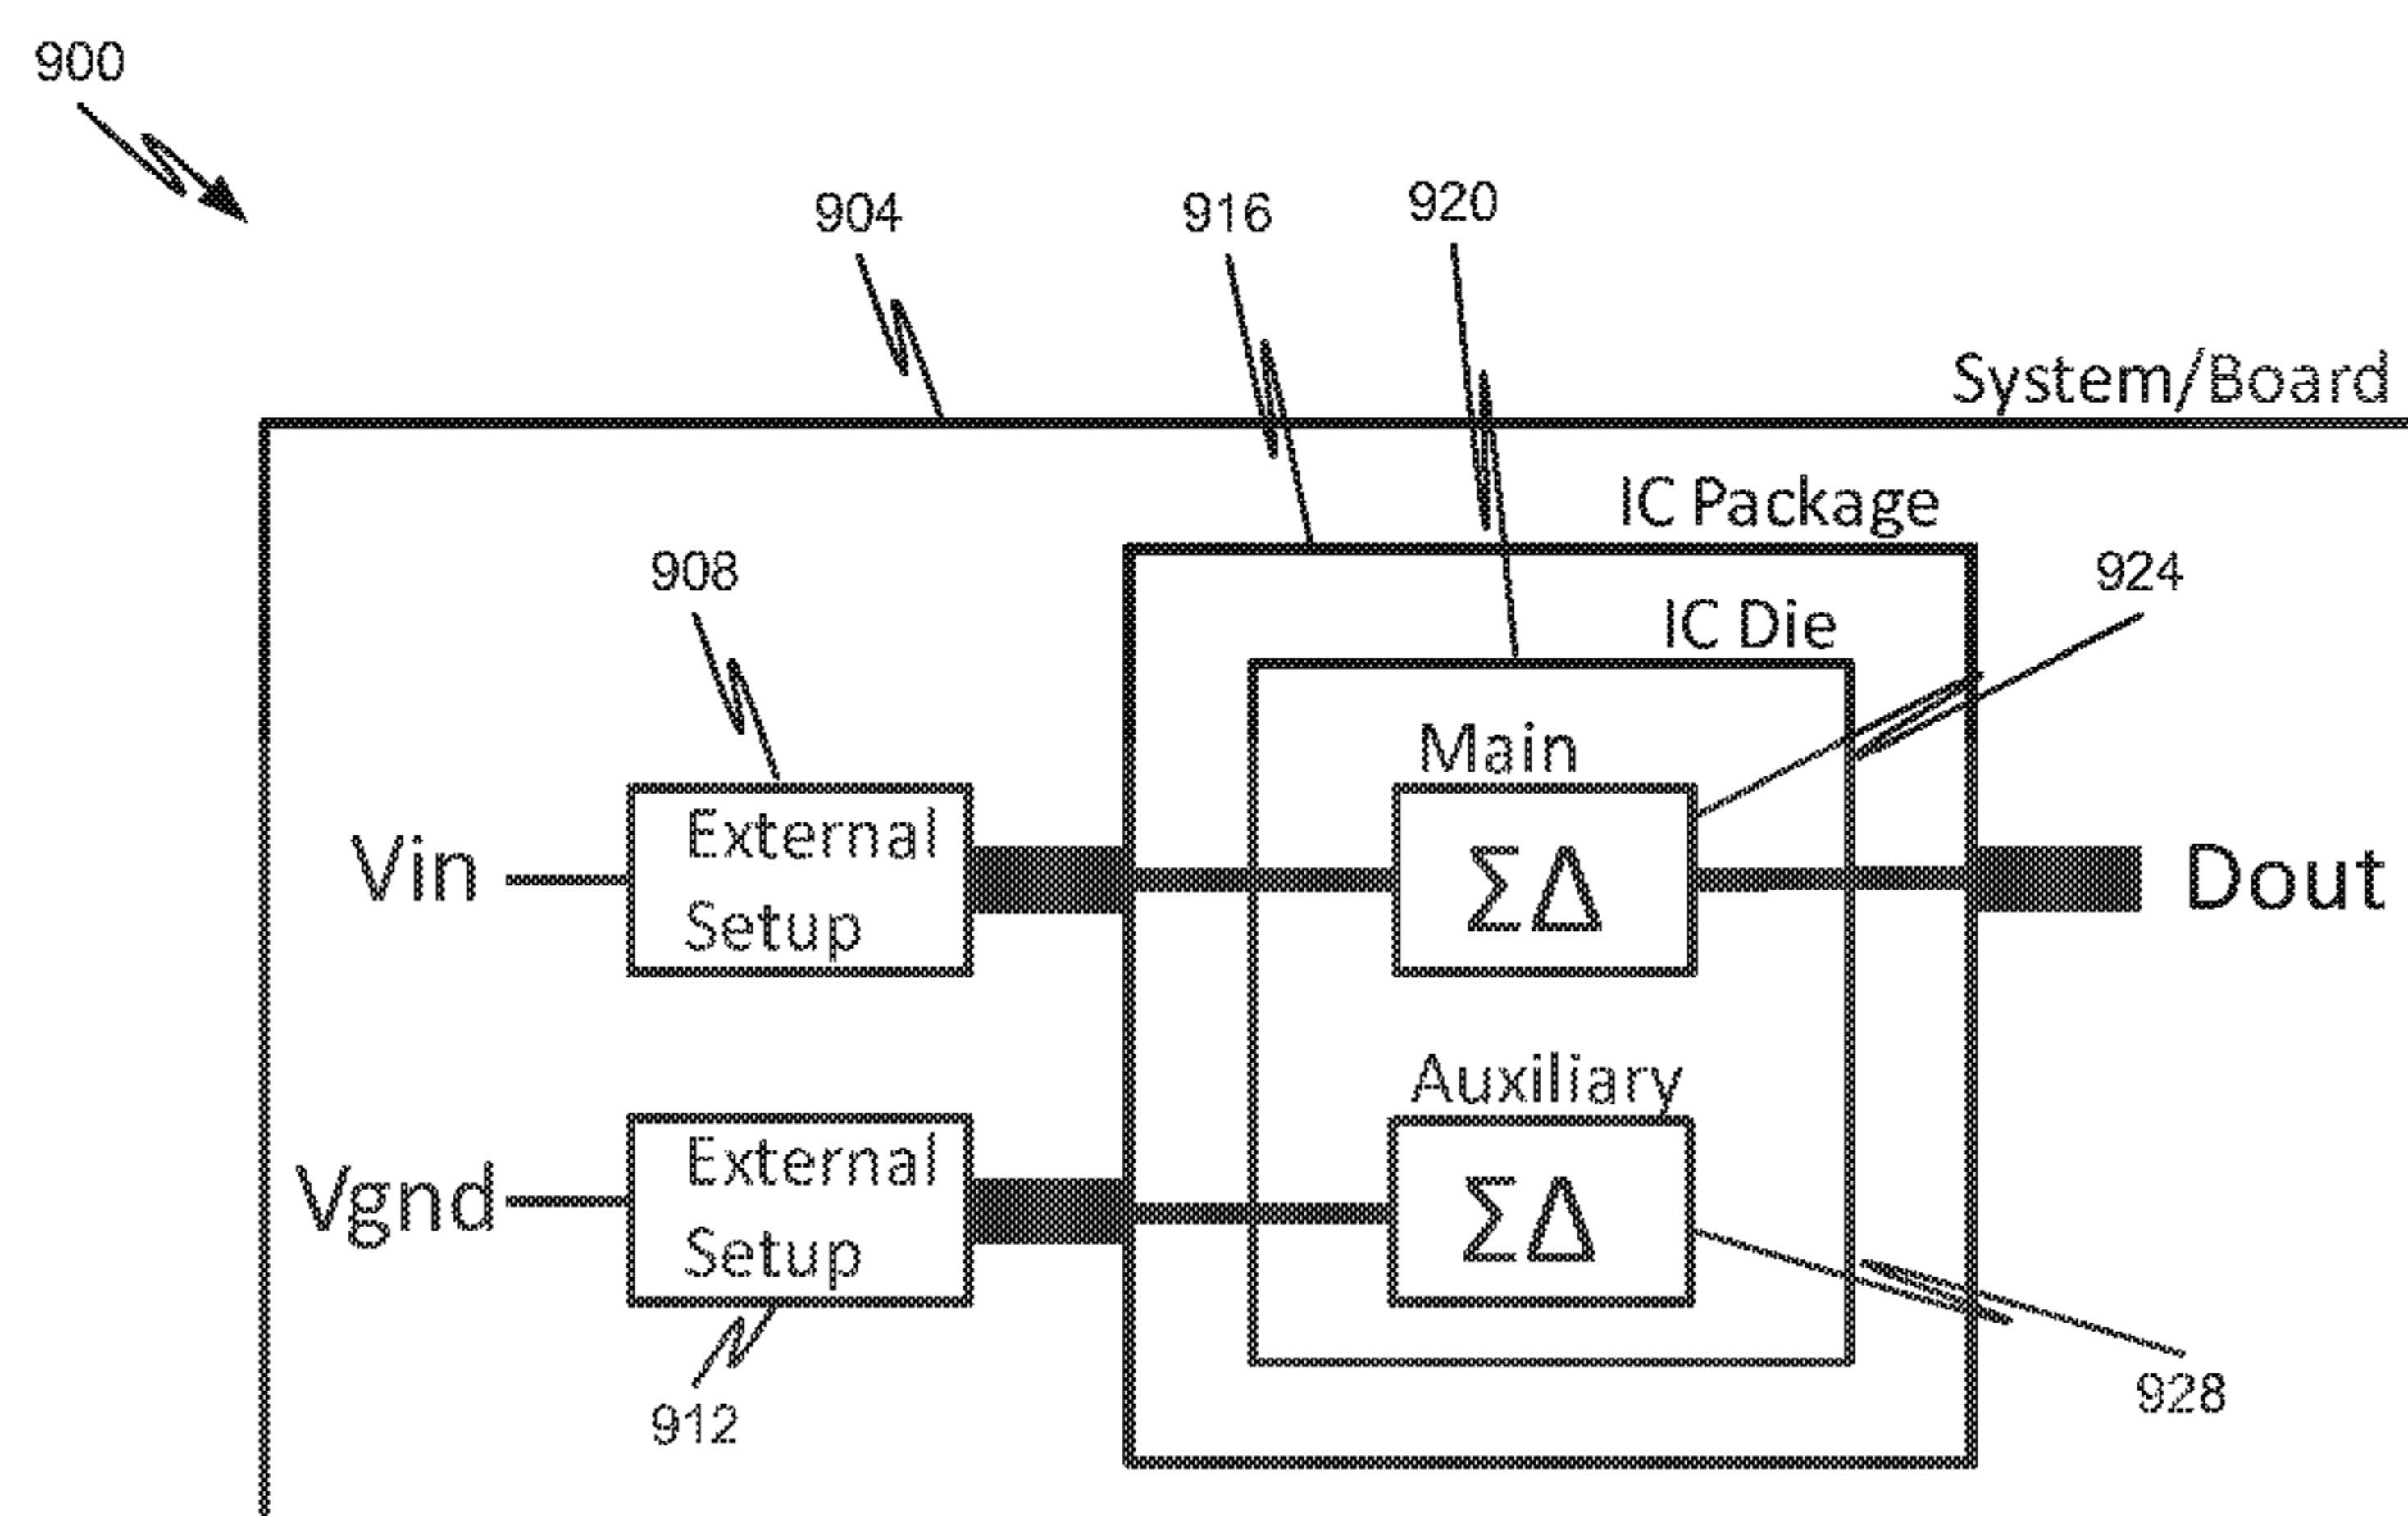 900
904
916
920
System/Board
IC Package
908
924
IC Die
Main
Vin
External
Setup
ΣΔ
Dout
Auxiliary
Vgnd
External
Setup
ΣΔ
912
928